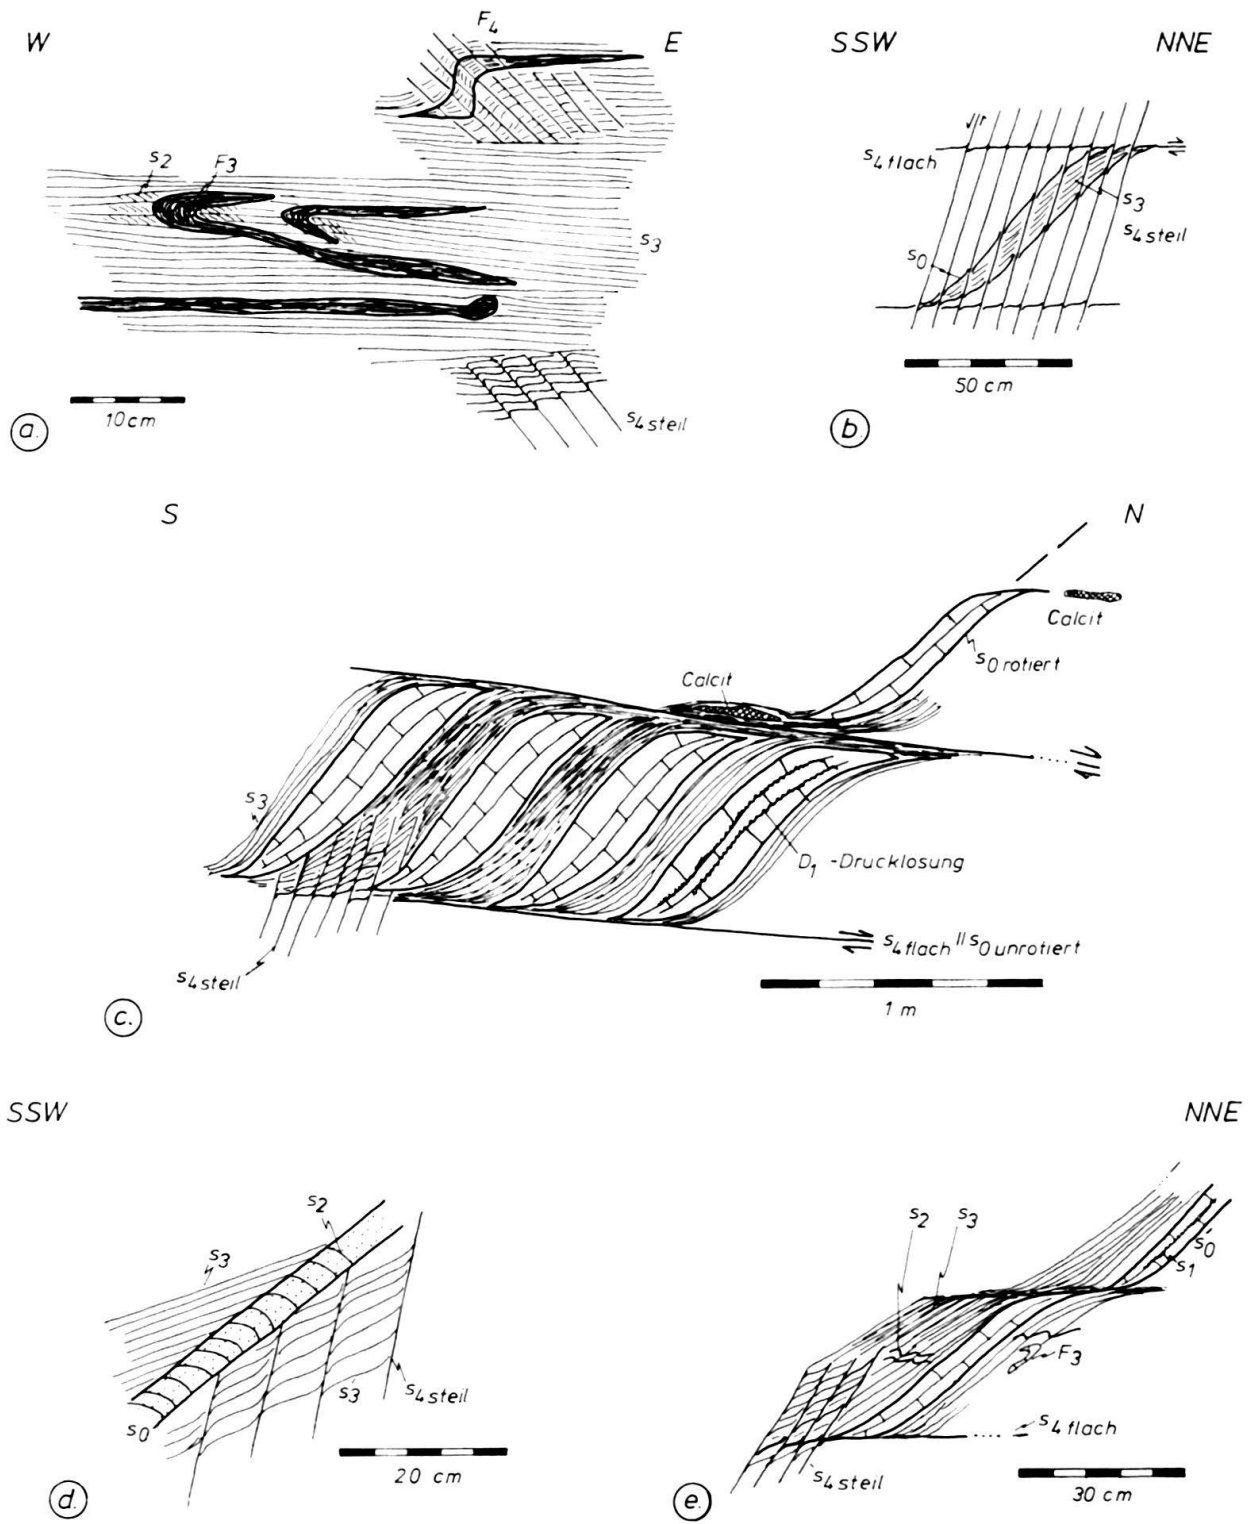 W
F4
E
s2
F3
s3
10 cm
s4 steil
a.
SSW
NNE
s4 flach
s3
s4 steil
s0
50 cm
b.
S
N
Calcit
s0 rotiert
Calcit
s3
D1 -Drucklösung
s4 flach // s0 unrotiert
s4 steil
1 m
c.
SSW
NNE
s2
s3
s4 steil
s3'
s0
20 cm
d.
s2
s3
s0'
s1
F3
s4 flach
s4 steil
30 cm
e.